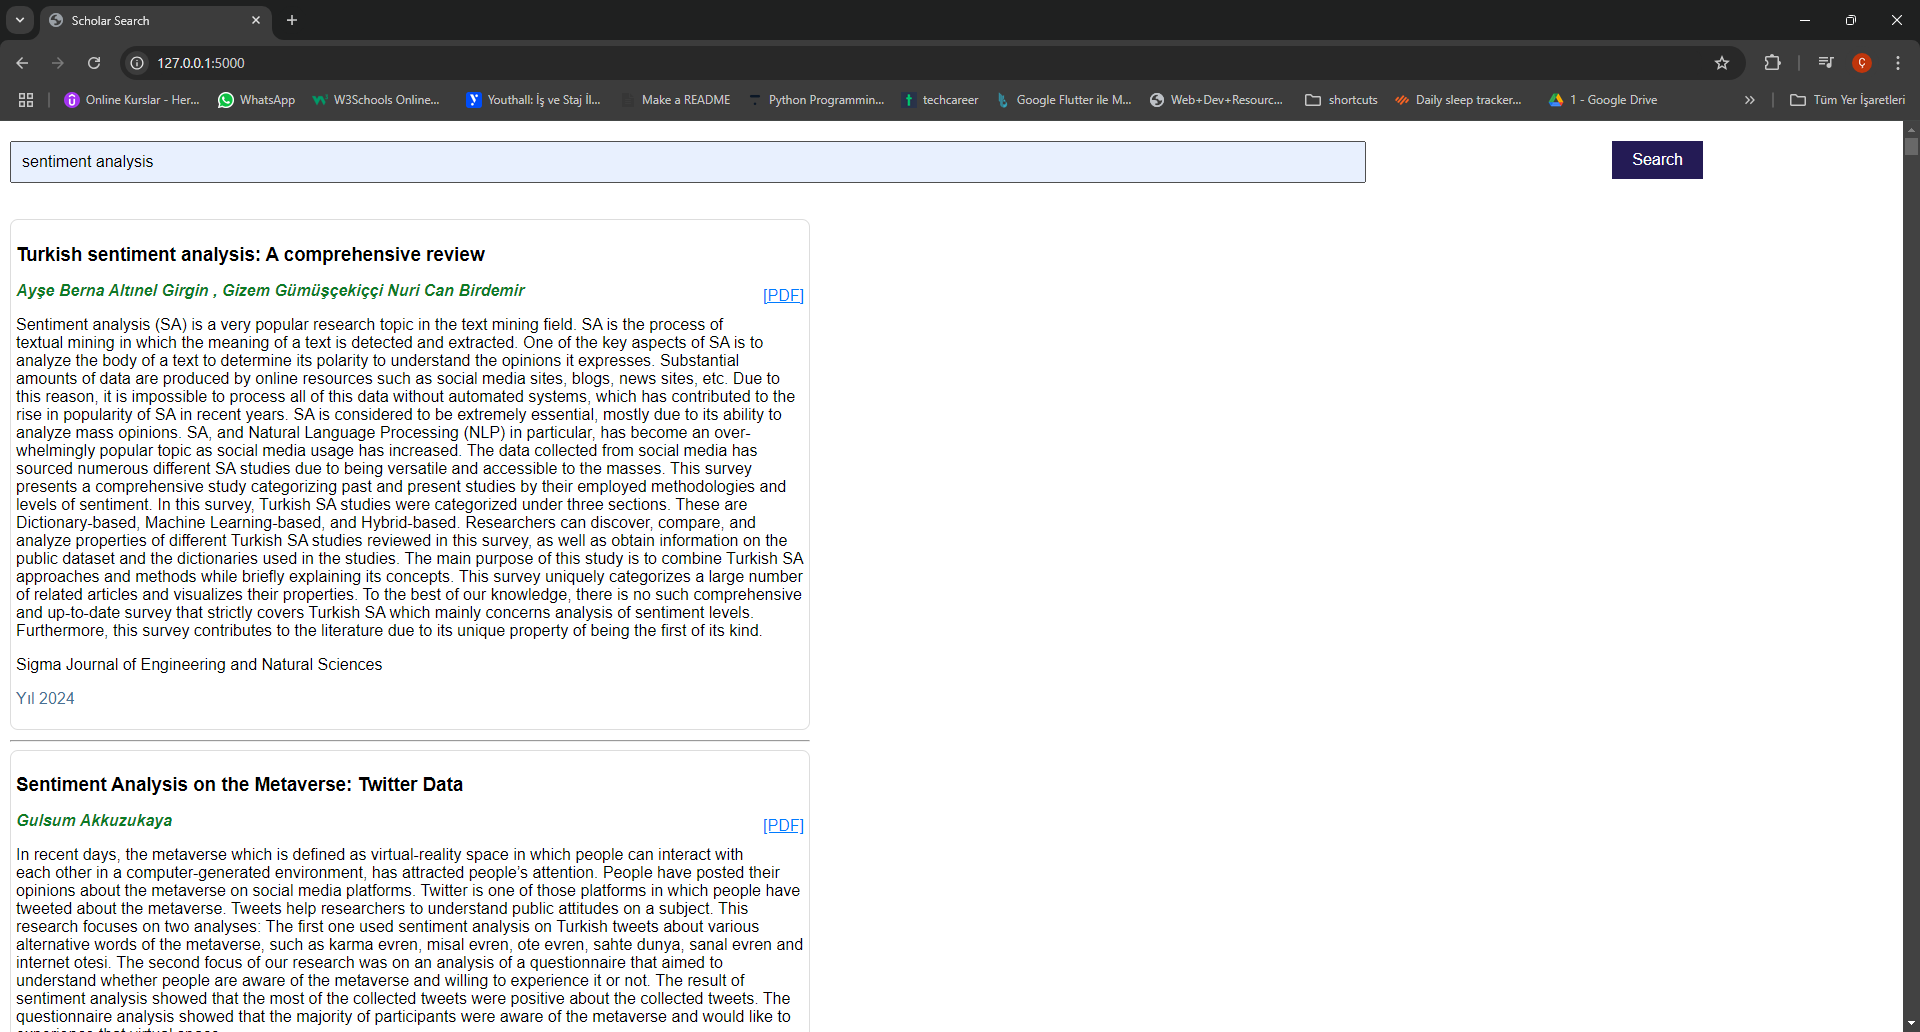 Scholar Search
127.0.0.1:5000
Online Kurslar - Her...
WhatsApp
W3Schools Online...
Youthall: İş ve Staj İl...
Make a README
Python Programmin...
techcareer
Google Flutter ile M...
Web+Dev+Resourc...
shortcuts
Daily sleep tracker...
1 - Google Drive
Tüm Yer İşaretleri
sentiment analysis
Search
Turkish sentiment analysis: A comprehensive review
Ayşe Berna Altınel Girgin , Gizem Gümüşçekiççi Nuri Can Birdemir
[PDF]
Sentiment analysis (SA) is a very popular research topic in the text mining field. SA is the process of
textual mining in which the meaning of a text is detected and extracted. One of the key aspects of SA is to
analyze the body of a text to determine its polarity to understand the opinions it expresses. Substantial
amounts of data are produced by online resources such as social media sites, blogs, news sites, etc. Due to
this reason, it is impossible to process all of this data without automated systems, which has contributed to the
rise in popularity of SA in recent years. SA is considered to be extremely essential, mostly due to its ability to
analyze mass opinions. SA, and Natural Language Processing (NLP) in particular, has become an over-
whelmingly popular topic as social media usage has increased. The data collected from social media has
sourced numerous different SA studies due to being versatile and accessible to the masses. This survey
presents a comprehensive study categorizing past and present studies by their employed methodologies and
levels of sentiment. In this survey, Turkish SA studies were categorized under three sections. These are
Dictionary-based, Machine Learning-based, and Hybrid-based. Researchers can discover, compare, and
analyze properties of different Turkish SA studies reviewed in this survey, as well as obtain information on the
public dataset and the dictionaries used in the studies. The main purpose of this study is to combine Turkish SA
approaches and methods while briefly explaining its concepts. This survey uniquely categorizes a large number
of related articles and visualizes their properties. To the best of our knowledge, there is no such comprehensive
and up-to-date survey that strictly covers Turkish SA which mainly concerns analysis of sentiment levels.
Furthermore, this survey contributes to the literature due to its unique property of being the first of its kind.
Sigma Journal of Engineering and Natural Sciences
Yıl 2024
Sentiment Analysis on the Metaverse: Twitter Data
Gulsum Akkuzukaya
[PDF]
In recent days, the metaverse which is defined as virtual-reality space in which people can interact with
each other in a computer-generated environment, has attracted people's attention. People have posted their
opinions about the metaverse on social media platforms. Twitter is one of those platforms in which people have
tweeted about the metaverse. Tweets help researchers to understand public attitudes on a subject. This
research focuses on two analyses: The first one used sentiment analysis on Turkish tweets about various
alternative words of the metaverse, such as karma evren, misal evren, ote evren, sahte dunya, sanal evren and
internet otesi. The second focus of our research was on an analysis of a questionnaire that aimed to
understand whether people are aware of the metaverse and willing to experience it or not. The result of
sentiment analysis showed that the most of the collected tweets were positive about the collected tweets. The
questionnaire analysis showed that the majority of participants were aware of the metaverse and would like to